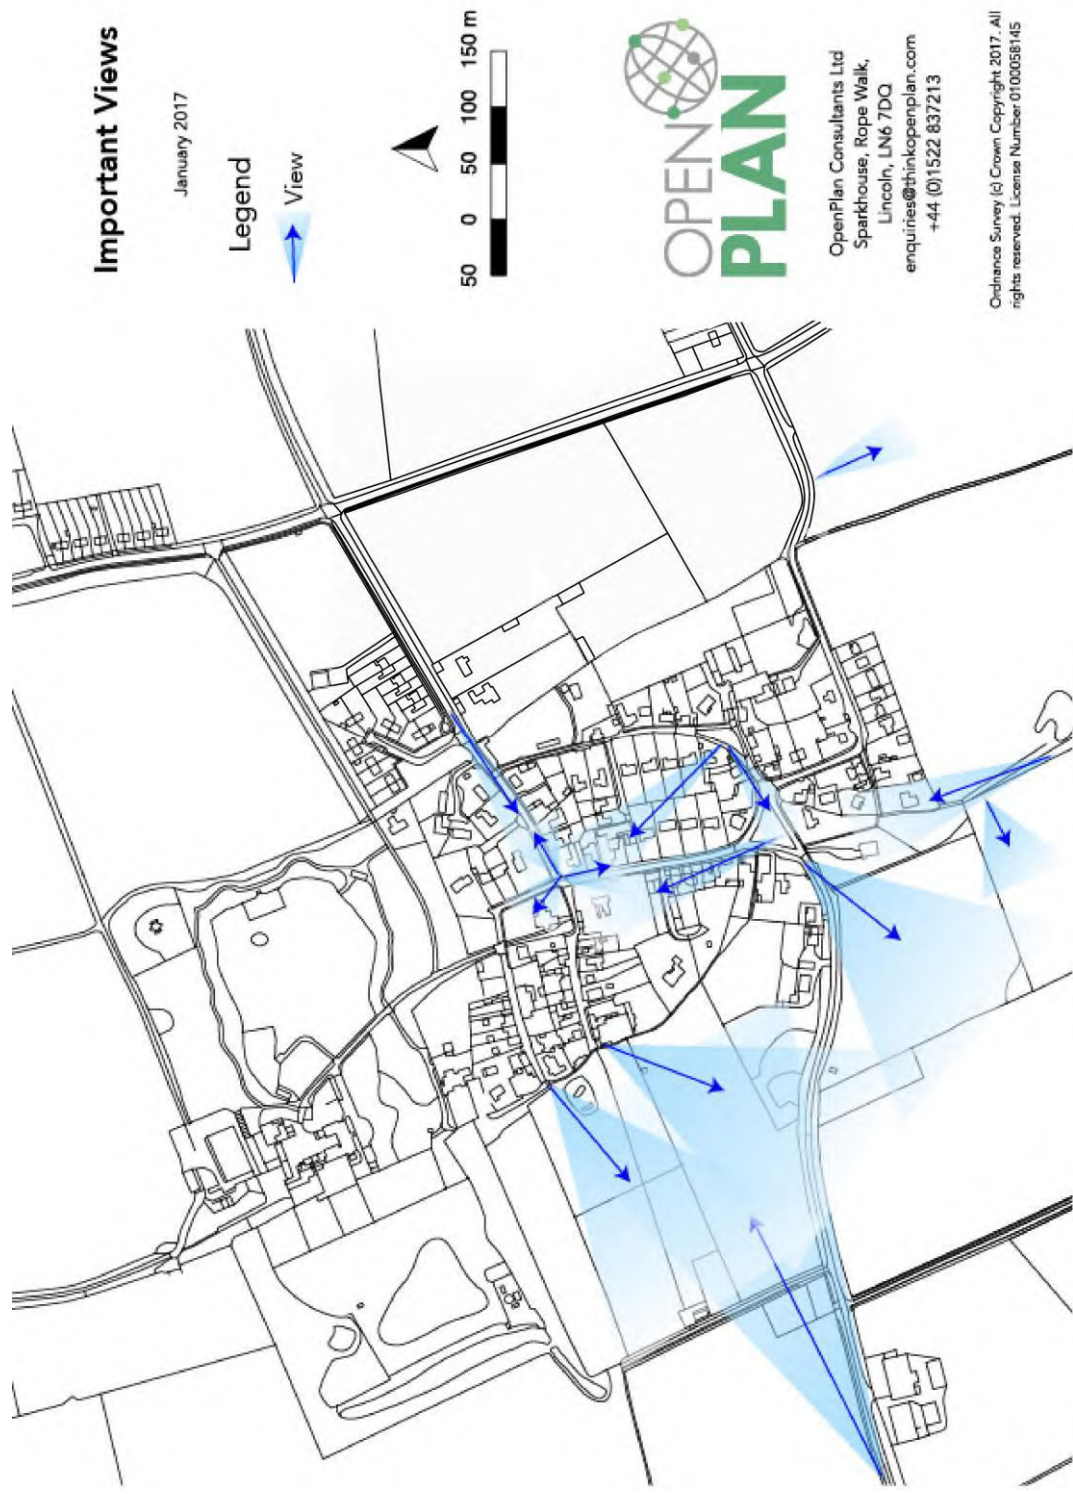 Important Views
January 2017
Legend
View
50 0 50 100 150 m
OPEN
PLAN
OpenPlan Consultants Ltd
Sparkhouse, Rope Walk,
Lincoln, LN6 7DQ
enquiries@thinkopenplan.com
+44 (0)1522 837213
Ordnance Survey (c) Crown Copyright 2017. All
rights reserved. License Number 0100058145